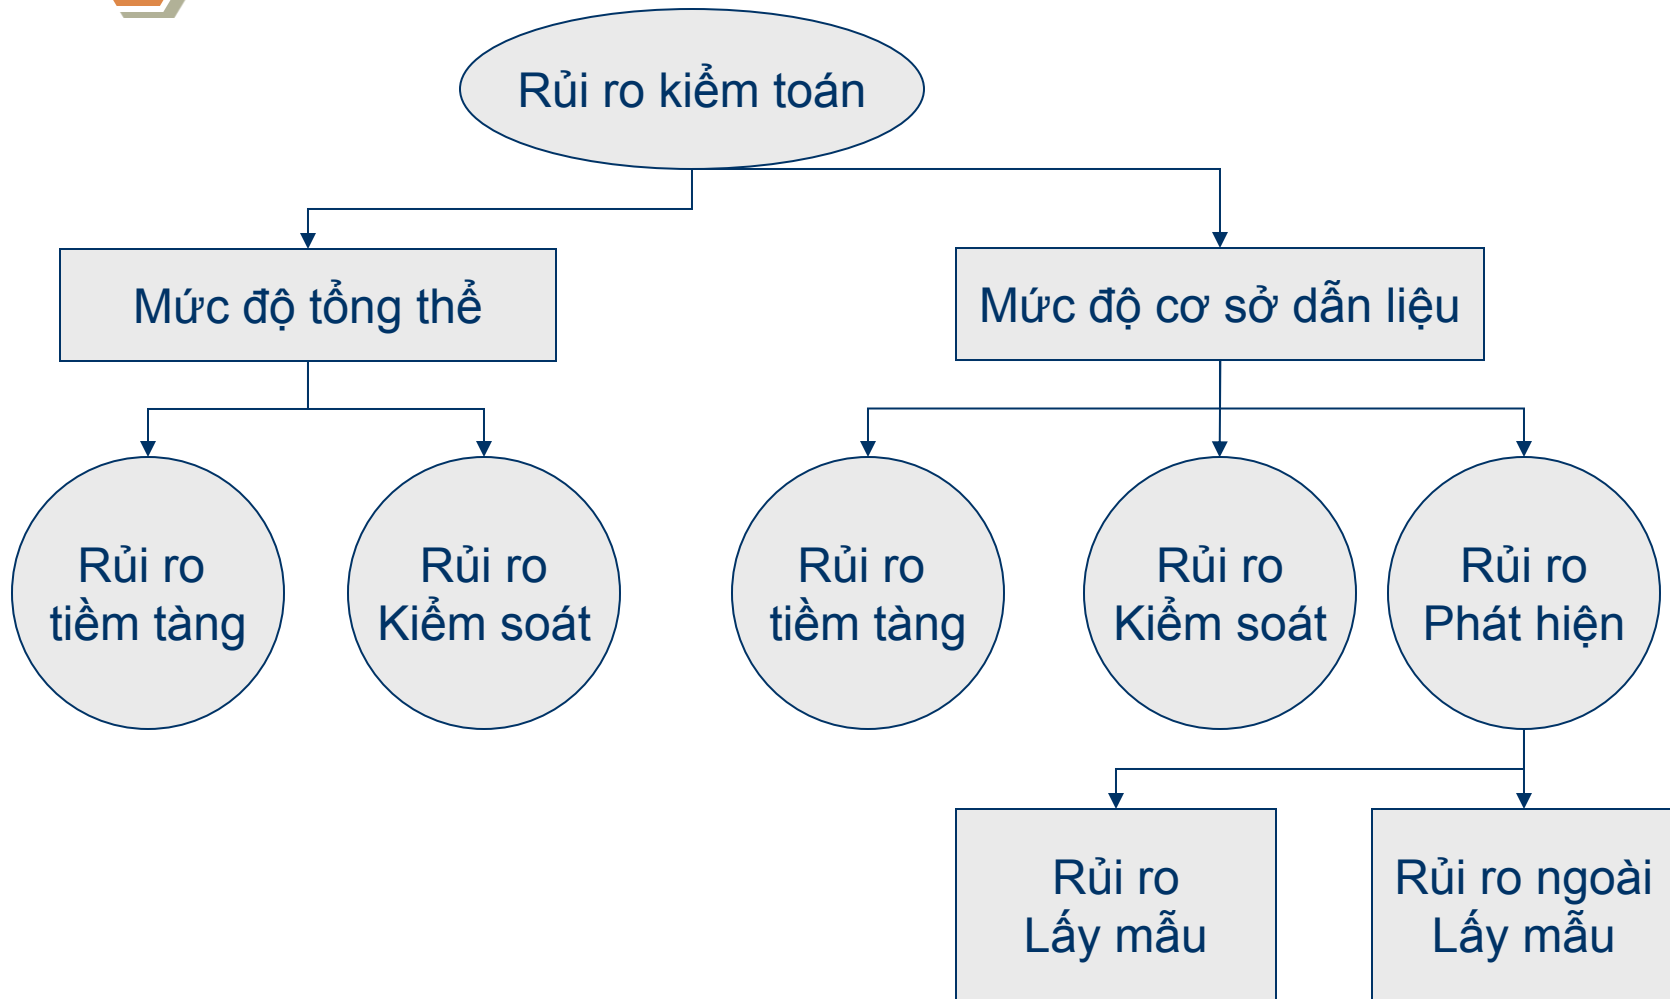 Rủi ro kiểm toán
Mức độ tổng thể
Mức độ cơ sở dẫn liệu
Rủi ro
tiềm tàng
Rủi ro
Kiểm soát
Rủi ro
tiềm tàng
Rủi ro
Kiểm soát
Rủi ro
Phát hiện
Rủi ro
Lấy mẫu
Rủi ro ngoài
Lấy mẫu